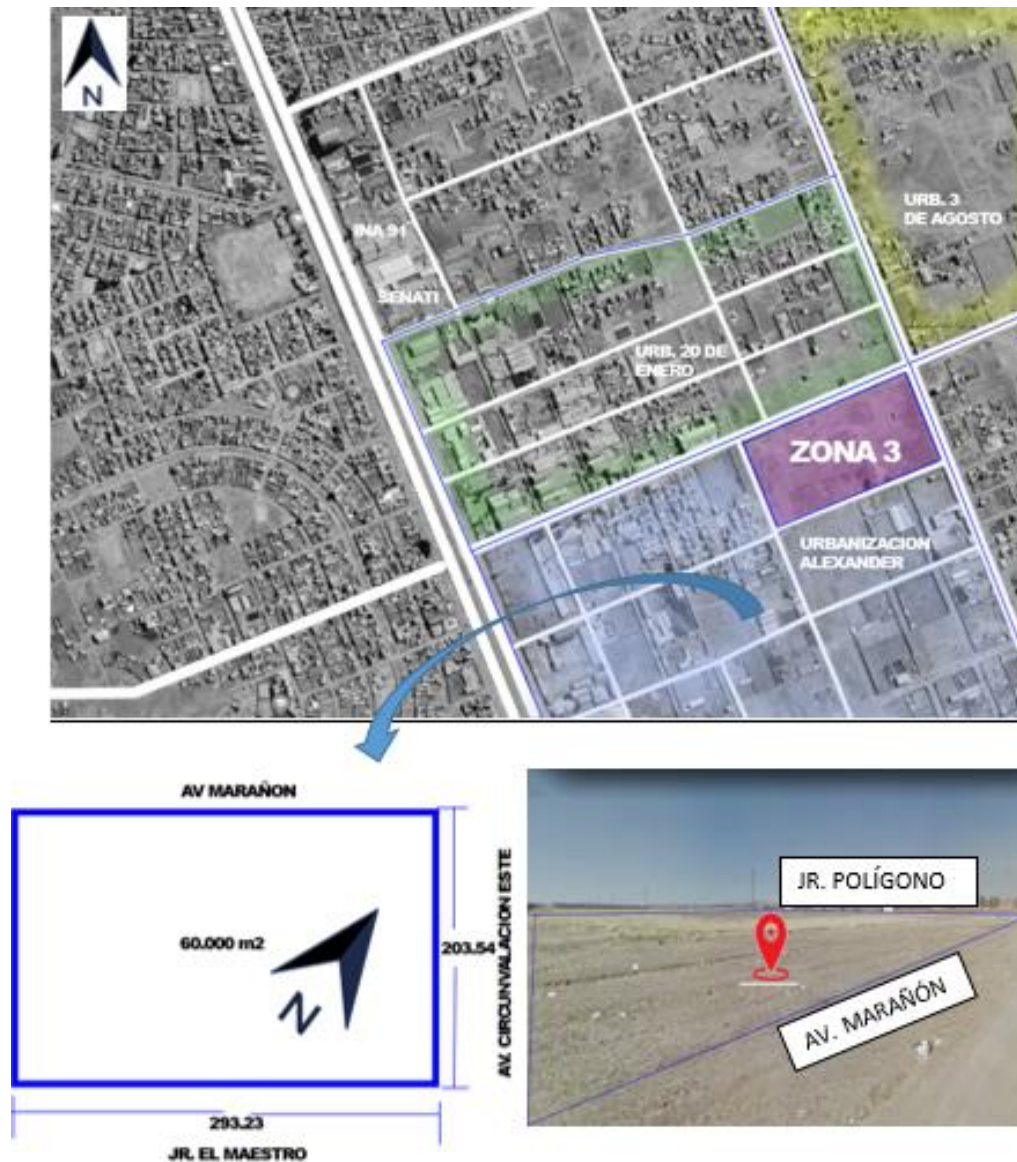 N
URB. 3
DE AGOSTO
INA 91
SENATI
URB. 20 DE
ENERO
ZONA 3
URBANIZACION
ALEXANDER
AV MARAÑON
60.000 m2
N
203.54
AV. CIRCUNVALACION ESTE
293.23
JR. EL MAESTRO
JR. POLÍGONO
AV. MARAÑÓN